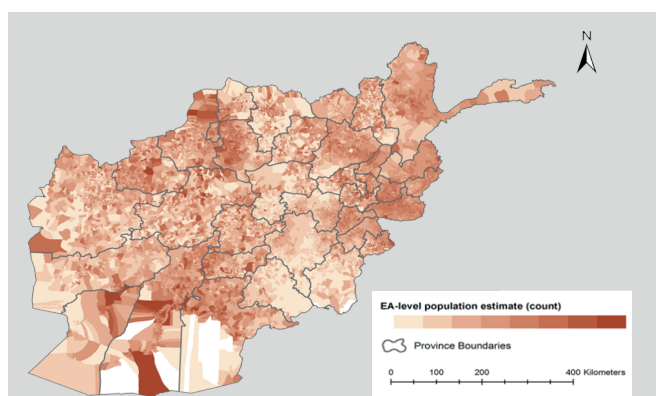 N
EA-level population estimate (count)
Province Boundaries
0 100 200 400 Kilometers